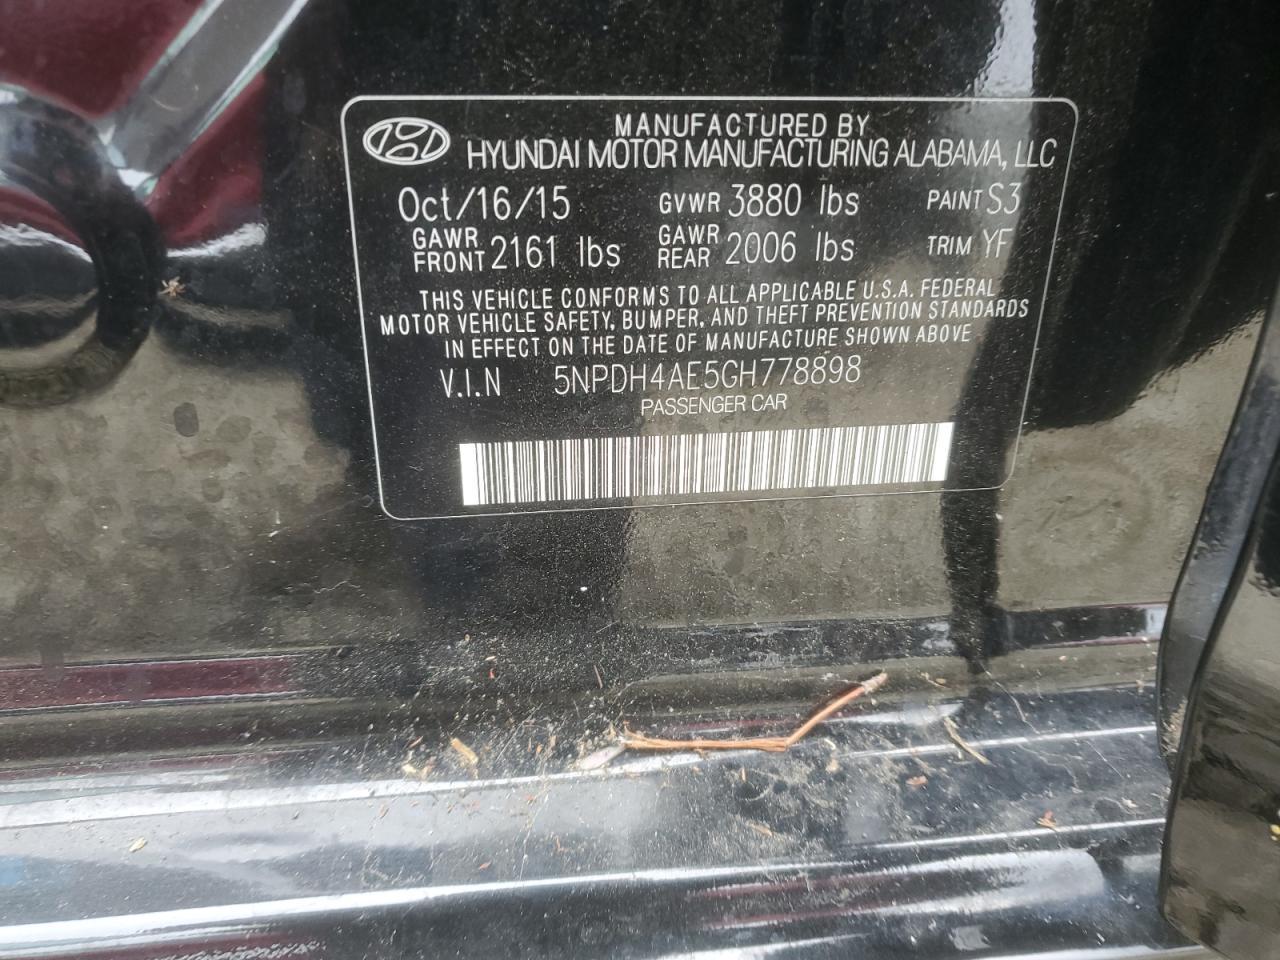 MANUFACTURED BY
HYUNDAI MOTOR MANUFACTURING ALABAMA, LLC
Oct/16/15 GVWR 3880 lbs PAINT S3
GAWR FRONT 2161 lbs GAWR REAR 2006 lbs TRIM YF
THIS VEHICLE CONFORMS TO ALL APPLICABLE U.S.A. FEDERAL
MOTOR VEHICLE SAFETY, BUMPER, AND THEFT PREVENTION STANDARDS
IN EFFECT ON THE DATE OF MANUFACTURE SHOWN ABOVE
V.I.N 5NPDH4AE5GH778898
PASSENGER CAR